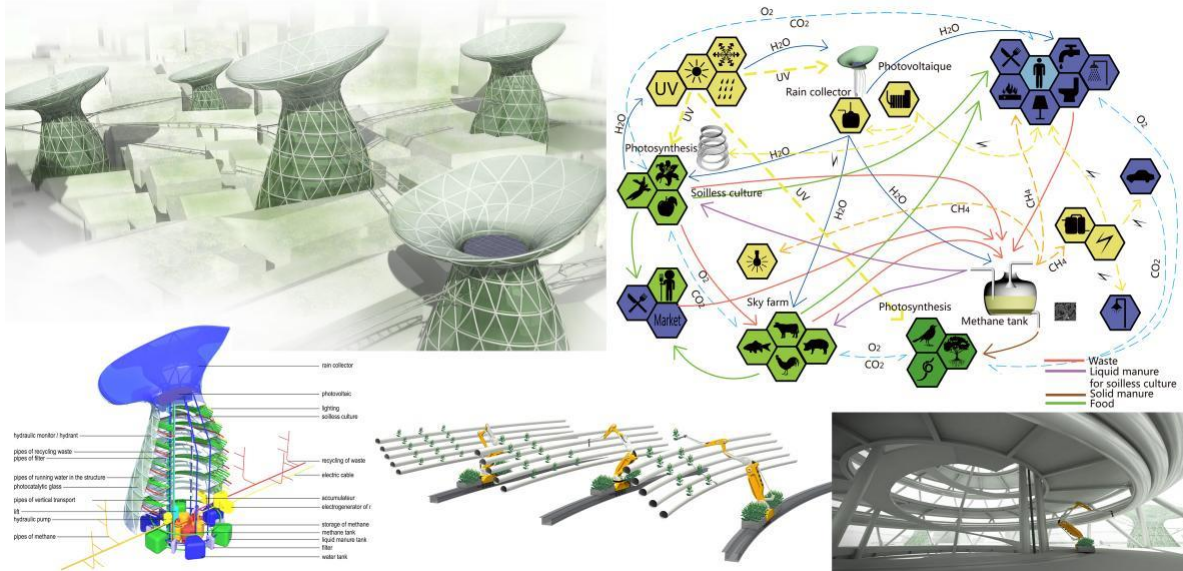 O2
CO2
H2O
H2O
UV
UV
UV
Rain collector
Photovoltaique
H2O
Photosynthesis
H2O
O2
Soilless culture
UV
H2O
H2O
CH4
CH4
CH4
CO2
O2
CO2
Market
Sky farm
Photosynthesis
Methane tank
O2
CO2
Waste
Liquid manure
for soilless culture
Solid manure
Food
rain collector
photovoltaic
lighting
soilless culture
hydraulic monitor / hydrant
pipes of recycling waste
pipes of filter
recycling of waste
pipes of running water in the structure
electric cable
photocatalytic glass
pipes of vertical transport
accumulateur
lift
electrogenerator of r
hydraulic pump
storage of methane
pipes of methane
methane tank
liquid manure tank
filter
water tank